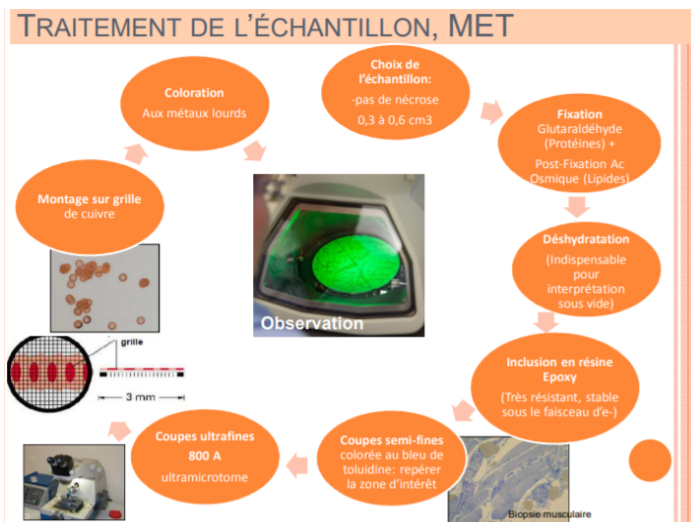 TRAITEMENT DE L'ÉCHANTILLON, MET
Choix de
l'échantillon:
-pas de nécrose
0,3 à 0,6 cm3
Fixation
Glutaraldéhyde
(Protéines) +
Post-Fixation Ac
Osmique (Lipides)
Déshydratation
(Indispensable
pour
interprétation
sous vide)
Inclusion en résine
Epoxy
(Très résistant, stable
sous le faisceau d'e-)
Coupes semi-fines
colorée au bleu de
toluidine: repérer
la zone d'intérêt
Biopsie musculaire
Coupes ultrafines
800 A
ultramicrotome
grille
3 mm
Montage sur grille
de cuivre
Coloration
Aux métaux lourds
Observation